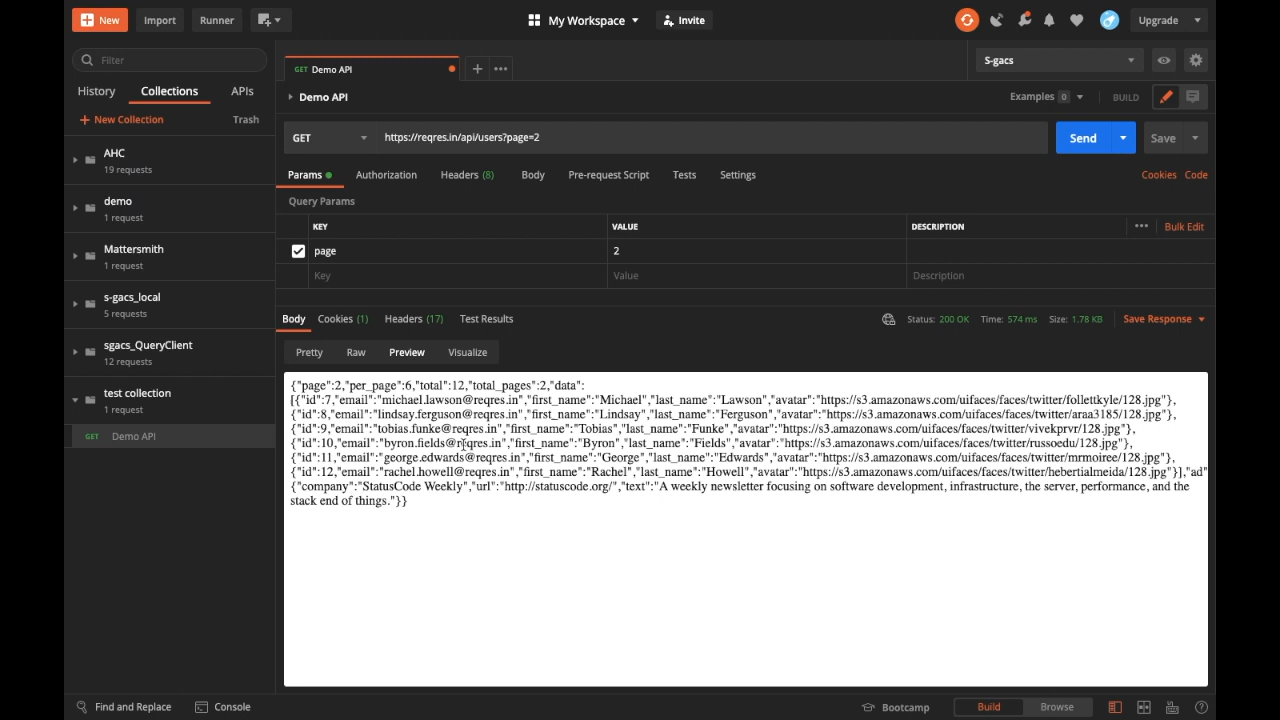 New Import Runner My Workspace Invite Upgrade
Filter
History Collections APIs
New Collection Trash
AHC
19 requests
demo
1 request
Mattersmith
1 request
s-gacs_local
5 requests
sgacs_QueryClient
12 requests
test collection
1 request
GET Demo API
GET Demo API S-gacs
Demo API Examples 0 BUILD
GET https://reqres.in/api/users?page=2 Send Save
Params Authorization Headers (8) Body Pre-request Script Tests Settings Cookies Code
Query Params
KEY VALUE DESCRIPTION Bulk Edit
page 2
Key Value Description
Body Cookies (1) Headers (17) Test Results Status: 200 OK Time: 574 ms Size: 1.78 KB Save Response
Pretty Raw Preview Visualize
{"page":2,"per_page":6,"total":12,"total_pages":2,"data":
[{"id":7,"email":"michael.lawson@reqres.in","first_name":"Michael","last_name":"Lawson","avatar":"https://s3.amazonaws.com/uifaces/faces/twitter/follettkyle/128.jpg"},
{"id":8,"email":"lindsay.ferguson@reqres.in","first_name":"Lindsay","last_name":"Ferguson","avatar":"https://s3.amazonaws.com/uifaces/faces/twitter/araa3185/128.jpg"},
{"id":9,"email":"tobias.funke@reqres.in","first_name":"Tobias","last_name":"Funke","avatar":"https://s3.amazonaws.com/uifaces/faces/twitter/vivekprvr/128.jpg"},
{"id":10,"email":"byron.fields@reqres.in","first_name":"Byron","last_name":"Fields","avatar":"https://s3.amazonaws.com/uifaces/faces/twitter/russoedu/128.jpg"},
{"id":11,"email":"george.edwards@reqres.in","first_name":"George","last_name":"Edwards","avatar":"https://s3.amazonaws.com/uifaces/faces/twitter/mrmoiree/128.jpg"},
{"id":12,"email":"rachel.howell@reqres.in","first_name":"Rachel","last_name":"Howell","avatar":"https://s3.amazonaws.com/uifaces/faces/twitter/hebertialmeida/128.jpg"}],"ad"
{"company":"StatusCode Weekly","url":"http://statuscode.org/","text":"A weekly newsletter focusing on software development, infrastructure, the server, performance, and the
stack end of things."}}
Find and Replace Console Bootcamp Build Browse